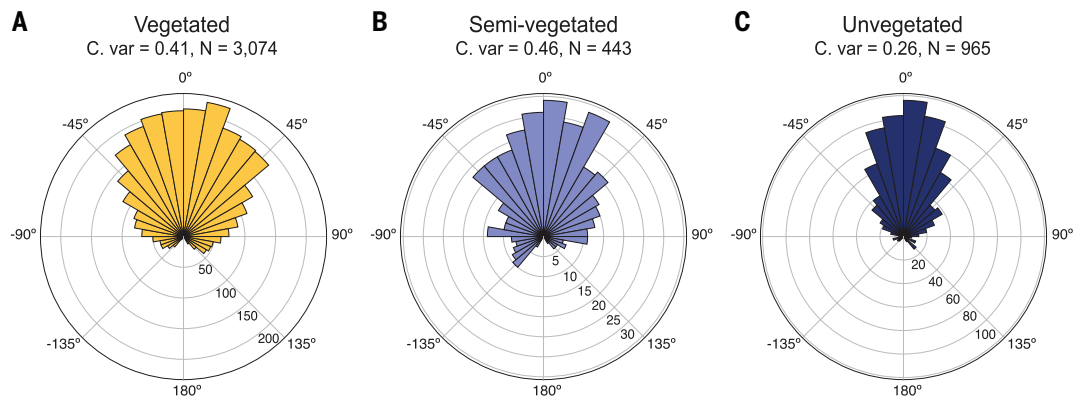 A
Vegetated
C. var = 0.41, N = 3,074
0º
45º
90º
135º
180º
-135º
-90º
-45º
50
100
150
200
B
Semi-vegetated
C. var = 0.46, N = 443
0º
45º
90º
135º
180º
-135º
-90º
-45º
5
10
15
20
25
30
C
Unvegetated
C. var = 0.26, N = 965
0º
45º
90º
135º
180º
-135º
-90º
-45º
20
40
60
80
100